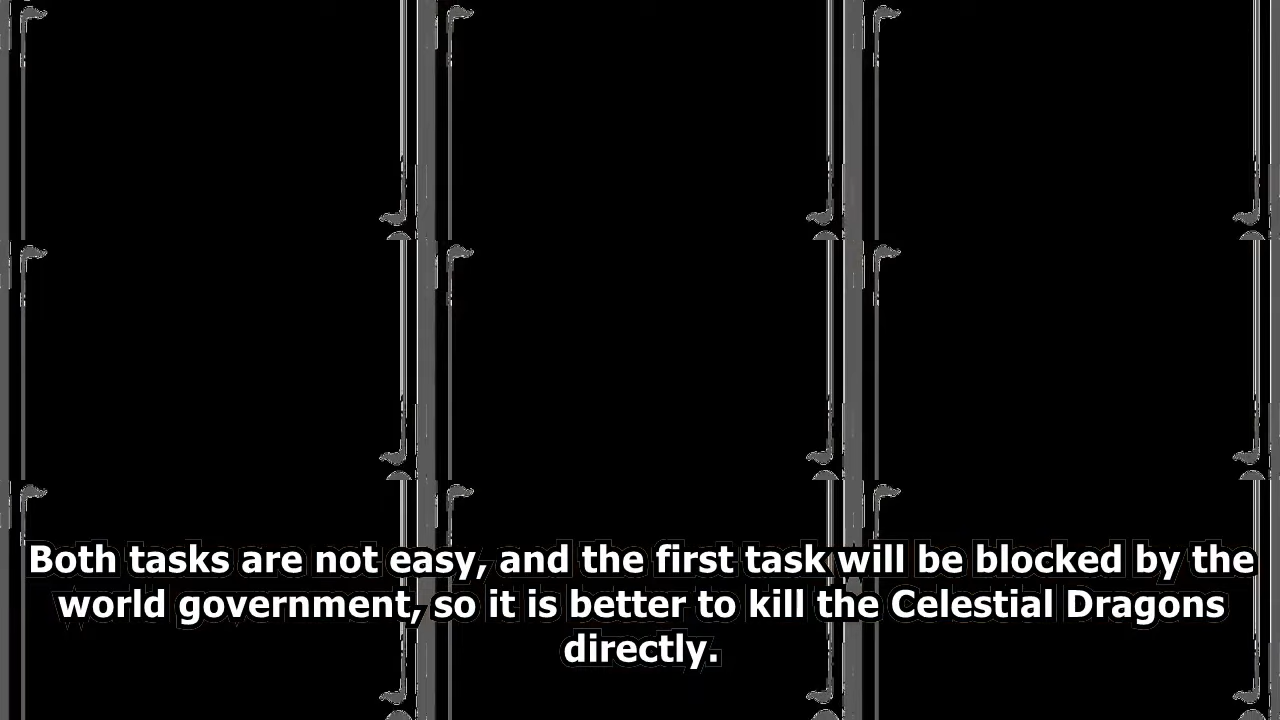 Both tasks are not easy, and the first task will be blocked by the
world government, so it is better to kill the Celestial Dragons
directly.